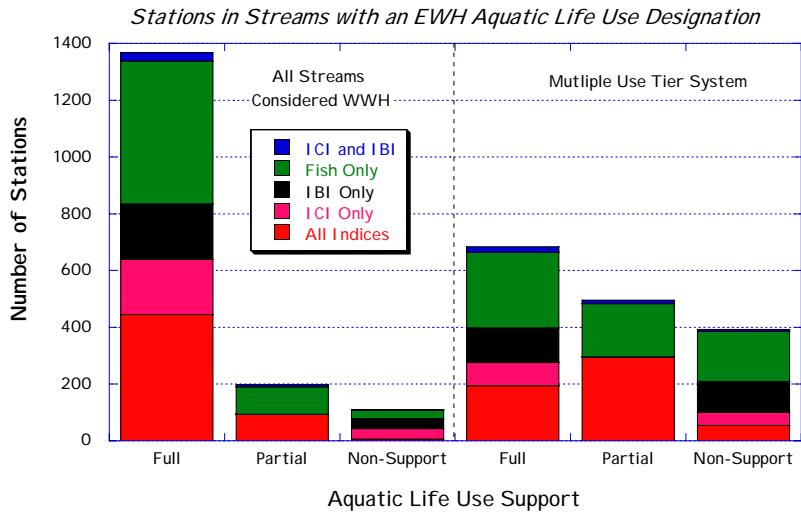 Stations in Streams with an EWH Aquatic Life Use Designation
1400
1200
1000
800
600
400
200
0
Number of Stations
All Streams
Considered WWH
Mutliple Use Tier System
ICI and IBI
Fish Only
IBI Only
ICI Only
All Indices
Full
Partial
Non-Support
Full
Partial
Non-Support
Aquatic Life Use Support